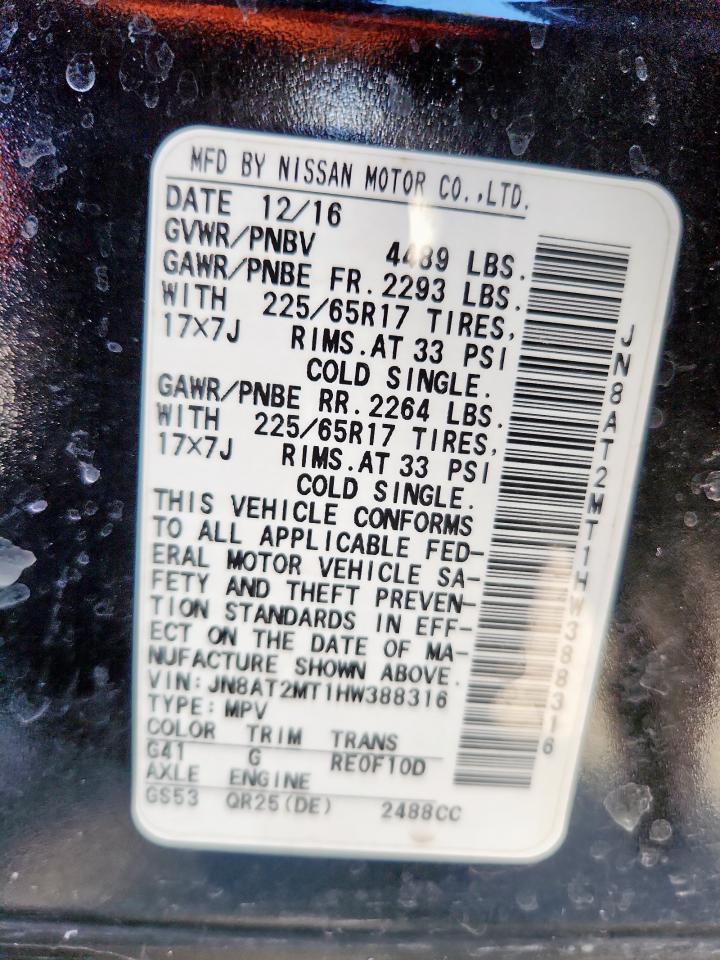 MFD BY NISSAN MOTOR CO.,LTD.
DATE 12/16
GVWR/PNBV 4489 LBS.
GAWR/PNBE FR. 2293 LBS.
WITH 225/65R17 TIRES,
17X7J RIMS.AT 33 PSI
COLD SINGLE.
GAWR/PNBE RR. 2264 LBS.
WITH 225/65R17 TIRES,
17X7J RIMS.AT 33 PSI
COLD SINGLE.
THIS VEHICLE CONFORMS
TO ALL APPLICABLE FED-
ERAL MOTOR VEHICLE SA-
FETY AND THEFT PREVEN-
TION STANDARDS IN EFF-
ECT ON THE DATE OF MA-
NUFACTURE SHOWN ABOVE.
VIN: JN8AT2MT1HW388316
TYPE: MPV
COLOR TRIM TRANS
G41 G RE0F10D
AXLE ENGINE
GS53 QR25(DE) 2488CC
JN8AT2MT1HW388316